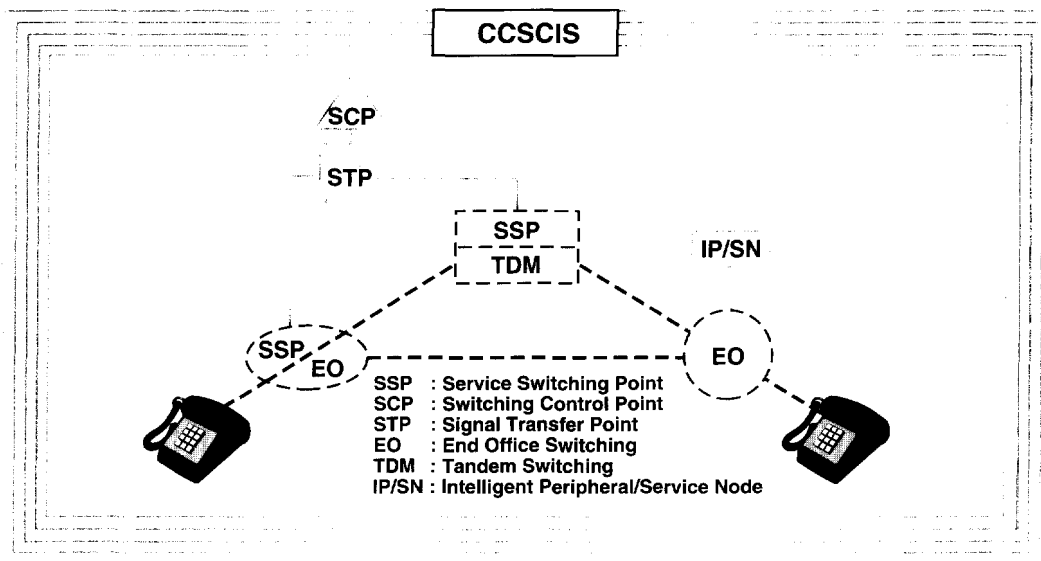 CCSCIS
SCP
STP
SSP
TDM
IP/SN
SSP
EO
EO
SSP : Service Switching Point
SCP : Switching Control Point
STP : Signal Transfer Point
EO : End Office Switching
TDM : Tandem Switching
IP/SN : Intelligent Peripheral/Service Node